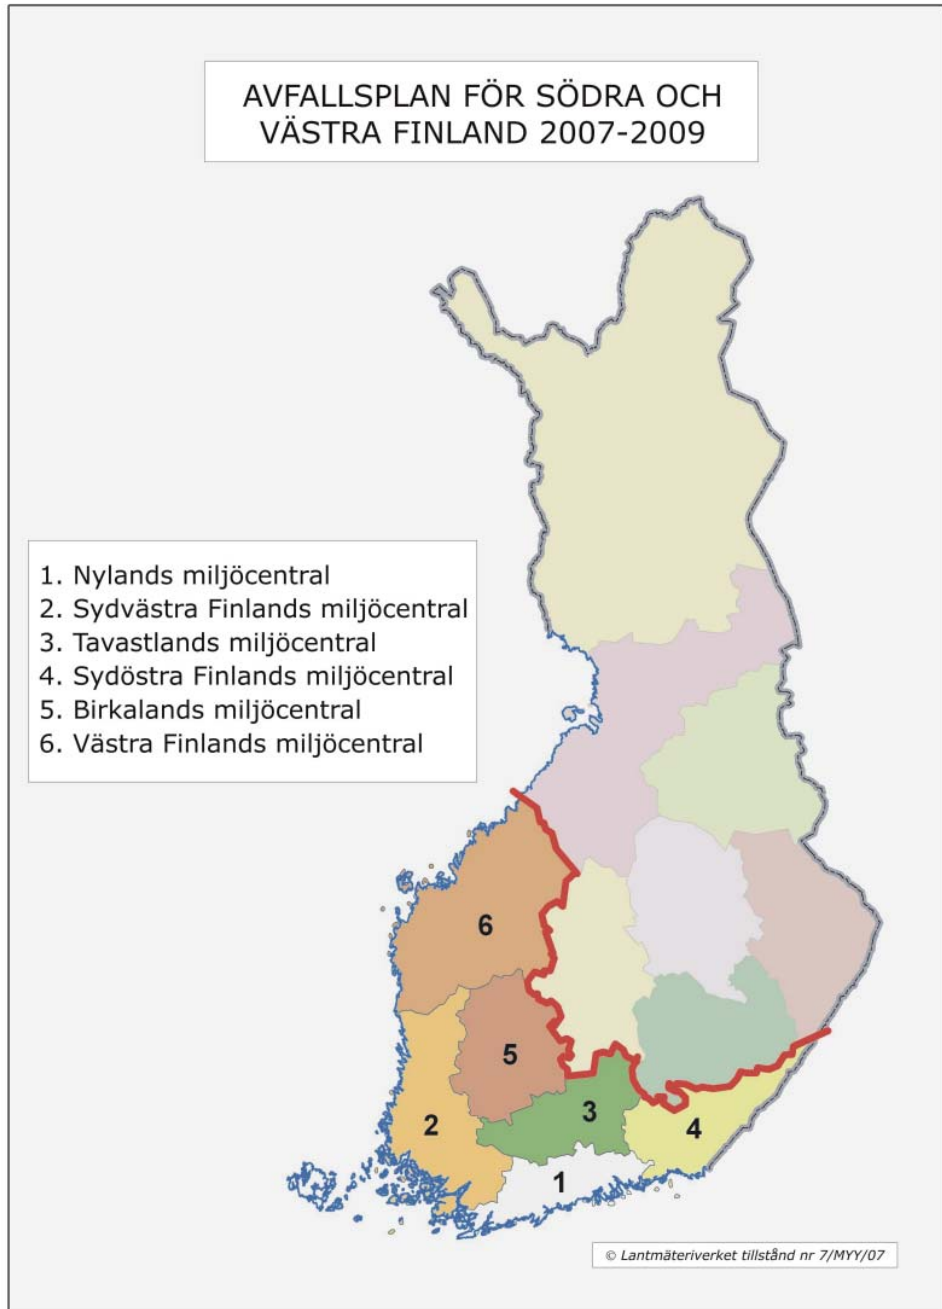 AVFALLSPLAN FÖR SÖDRA OCH
VÄSTRA FINLAND 2007-2009
1. Nylands miljöcentral
2. Sydvästra Finlands miljöcentral
3. Tavastlands miljöcentral
4. Sydöstra Finlands miljöcentral
5. Birkalands miljöcentral
6. Västra Finlands miljöcentral
6
5
3
2
4
1
© Lantmäteriverket tillstånd nr 7/MYY/07